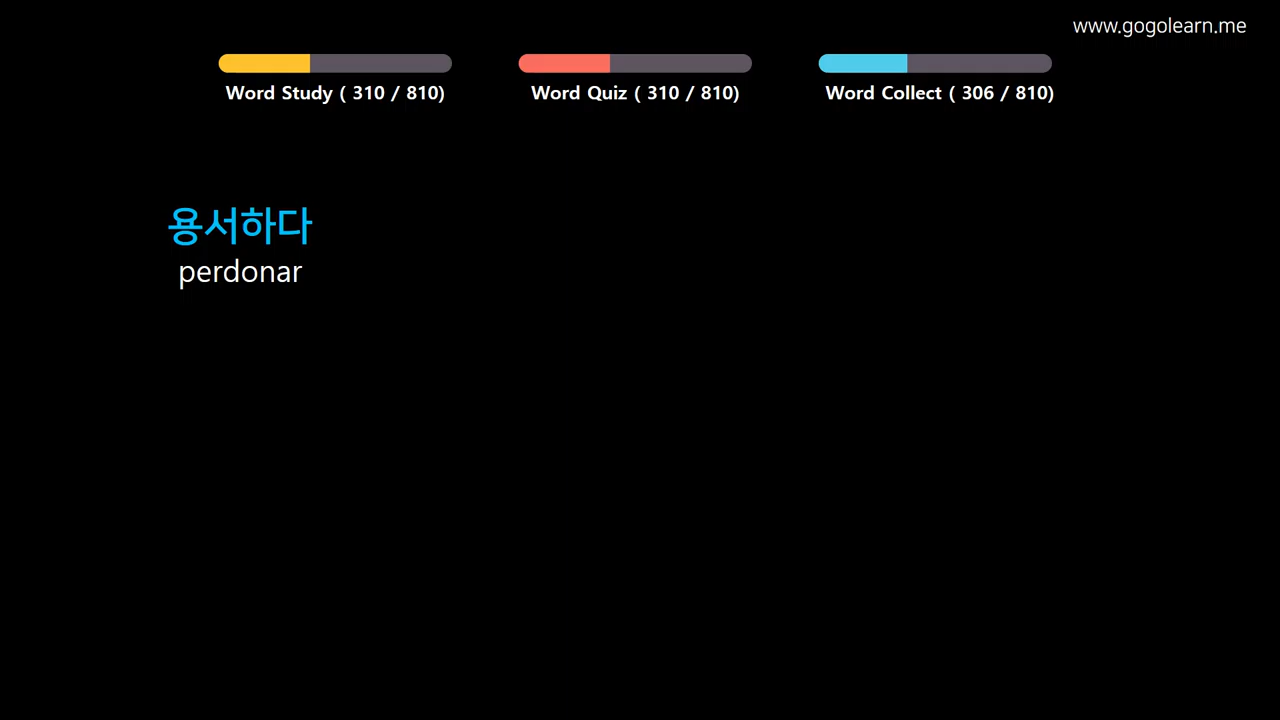 www.gogolearn.me
Word Study ( 310 / 810)
Word Quiz ( 310 / 810)
Word Collect ( 306 / 810)
용서하다
perdonar